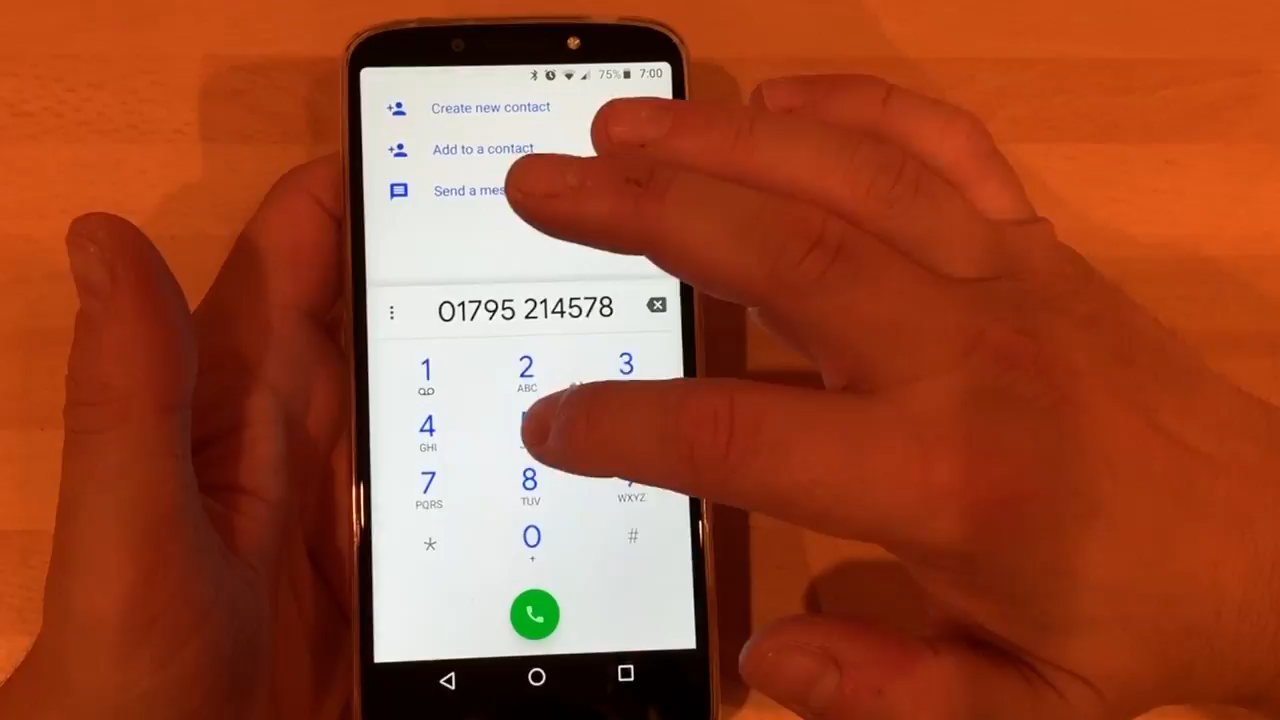 75% 7:00
Create new contact
Add to a contact
Send a
01795 214578
1 2 3
ABC
4
GHI
7 8
PQRS TUV WXYZ
* 0 #
+